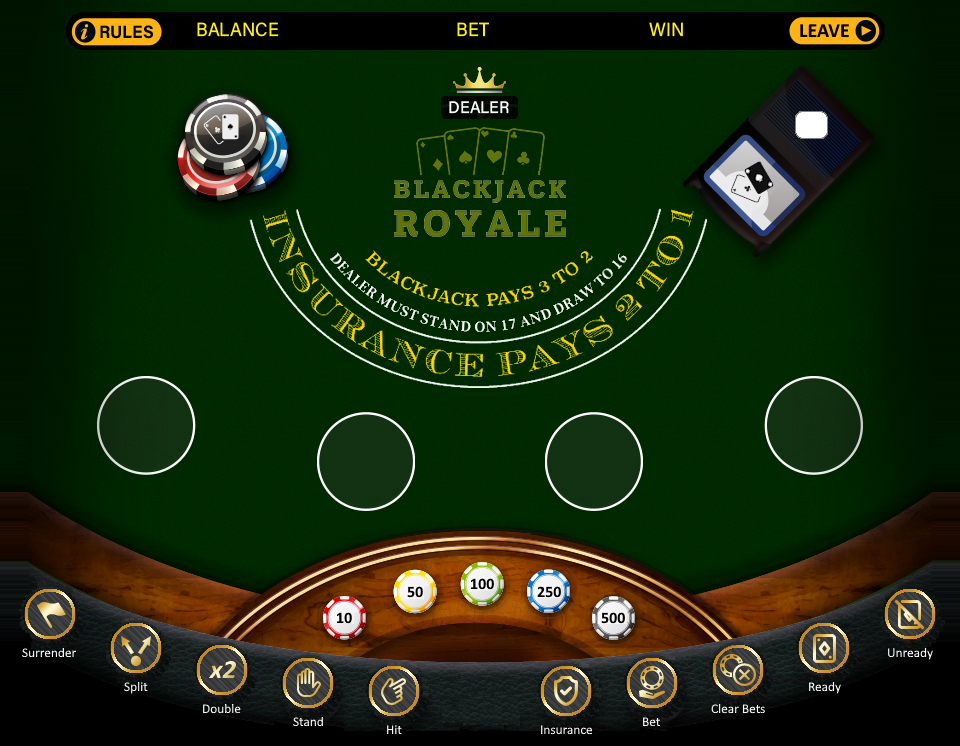 RULES
BALANCE
BET
WIN
LEAVE
DEALER
BLACKJACK
ROYALE
BLACKJACK PAYS 3 TO 2
DEALER MUST STAND ON 17 AND DRAW TO 16
INSURANCE PAYS 2 TO 1
10
50
100
250
500
Surrender
Split
x2
Double
Stand
Hit
Insurance
Bet
Clear Bets
Ready
Unready